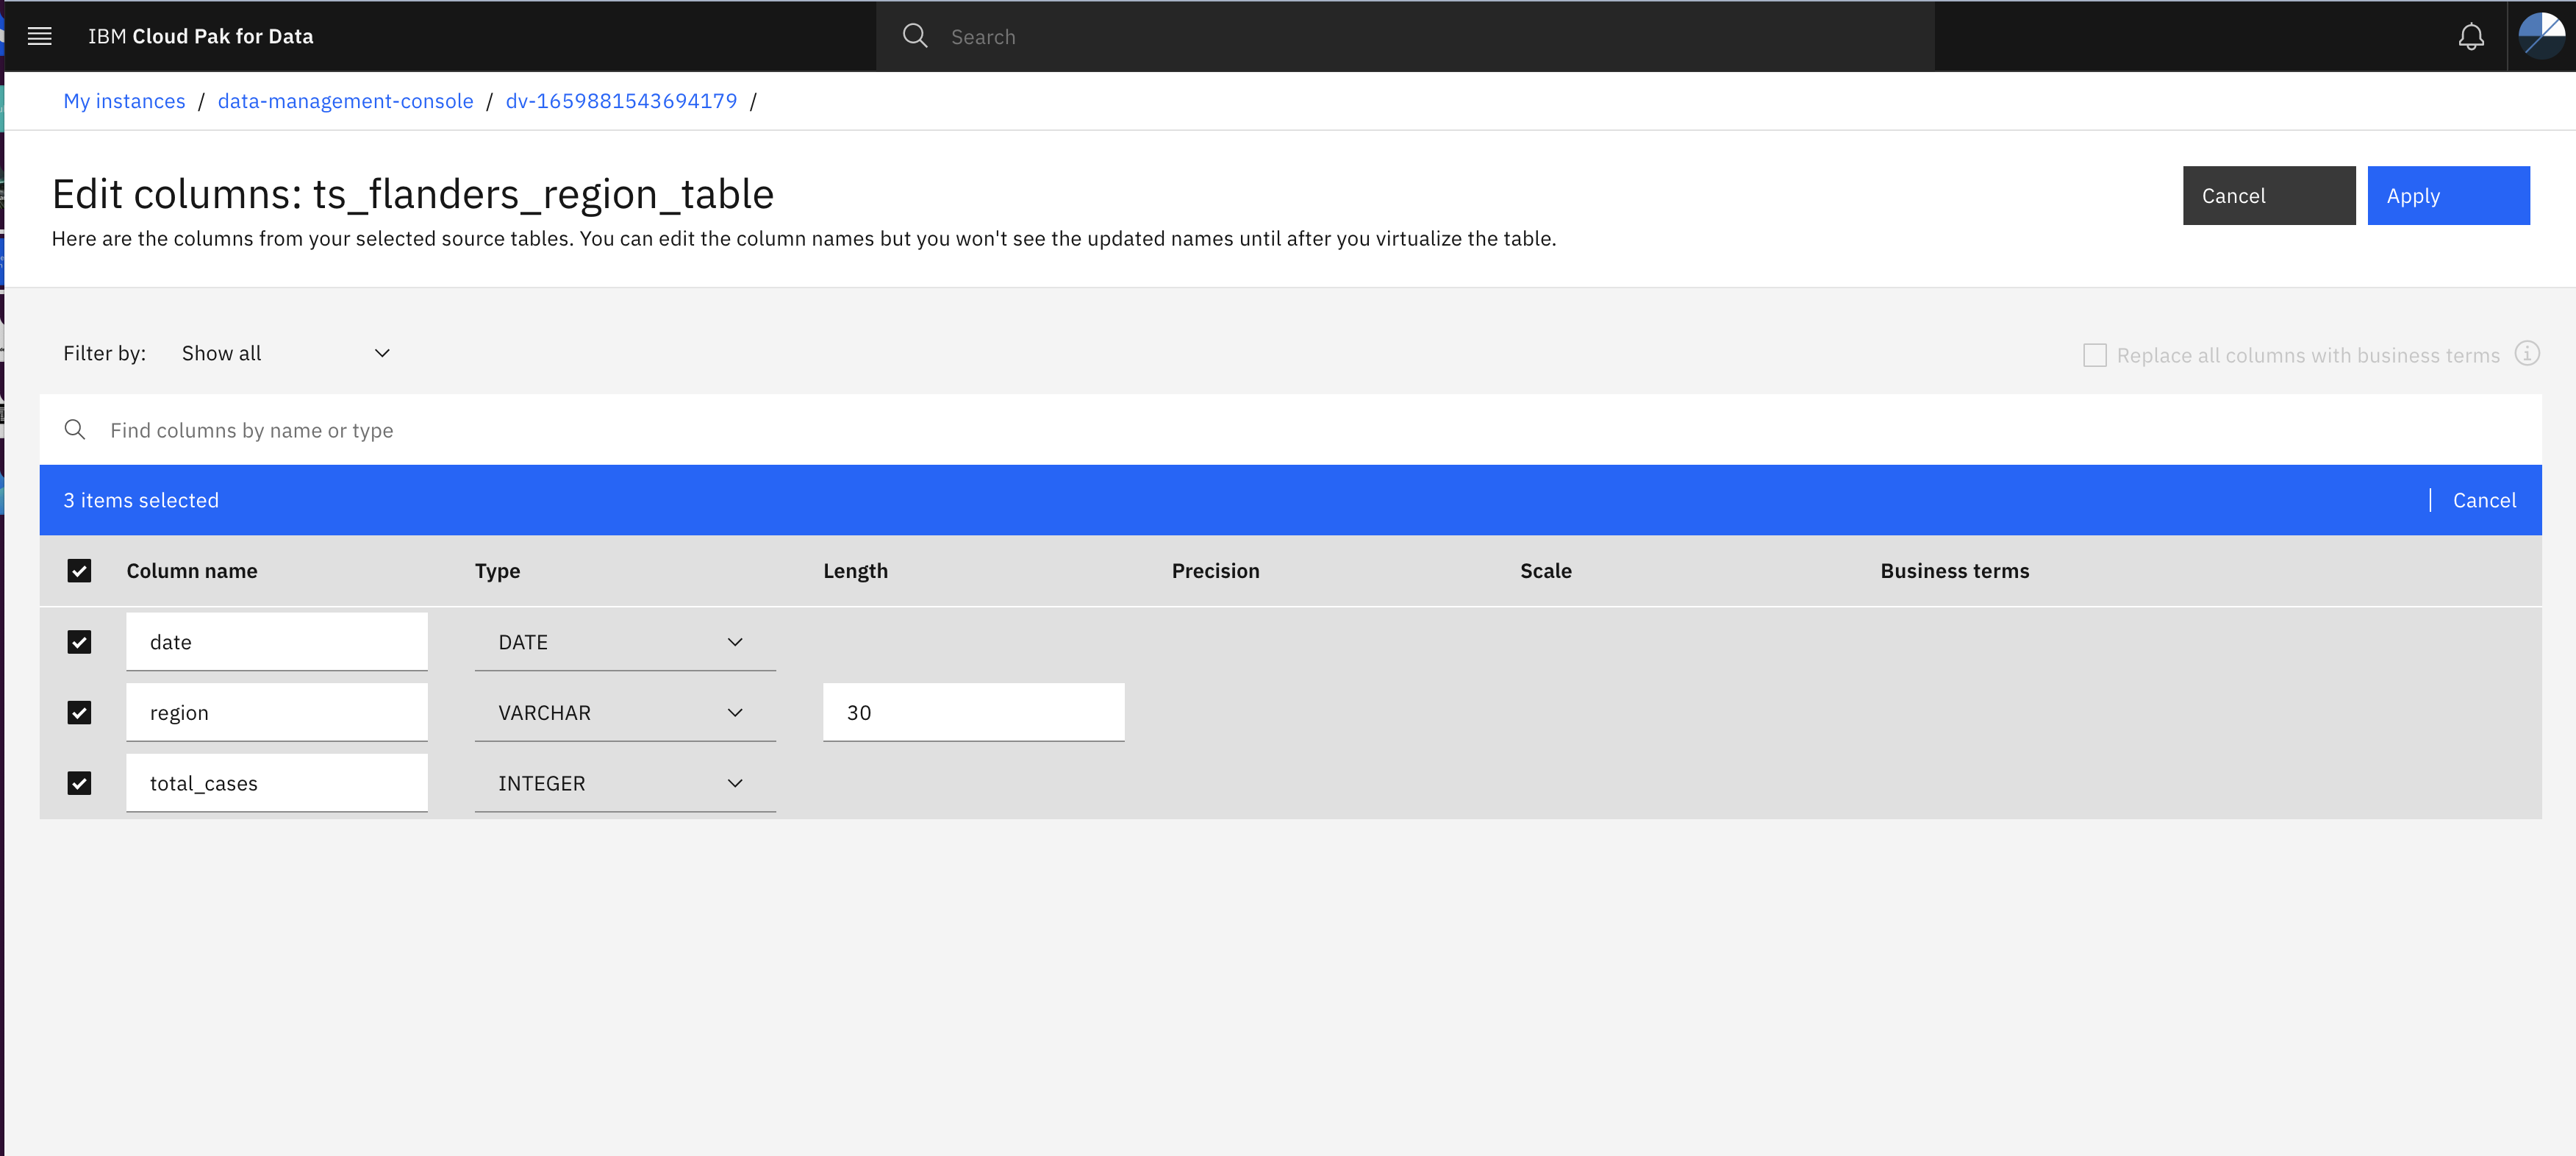 IBM Cloud Pak for Data
Search
My instances / data-management-console / dv-1659881543694179 /
Edit columns: ts_flanders_region_table
Cancel
Apply
Here are the columns from your selected source tables. You can edit the column names but you won't see the updated names until after you virtualize the table.
Filter by: Show all
Replace all columns with business terms
Find columns by name or type
3 items selected
Cancel
Column name Type Length Precision Scale Business terms
date DATE
region VARCHAR 30
total_cases INTEGER